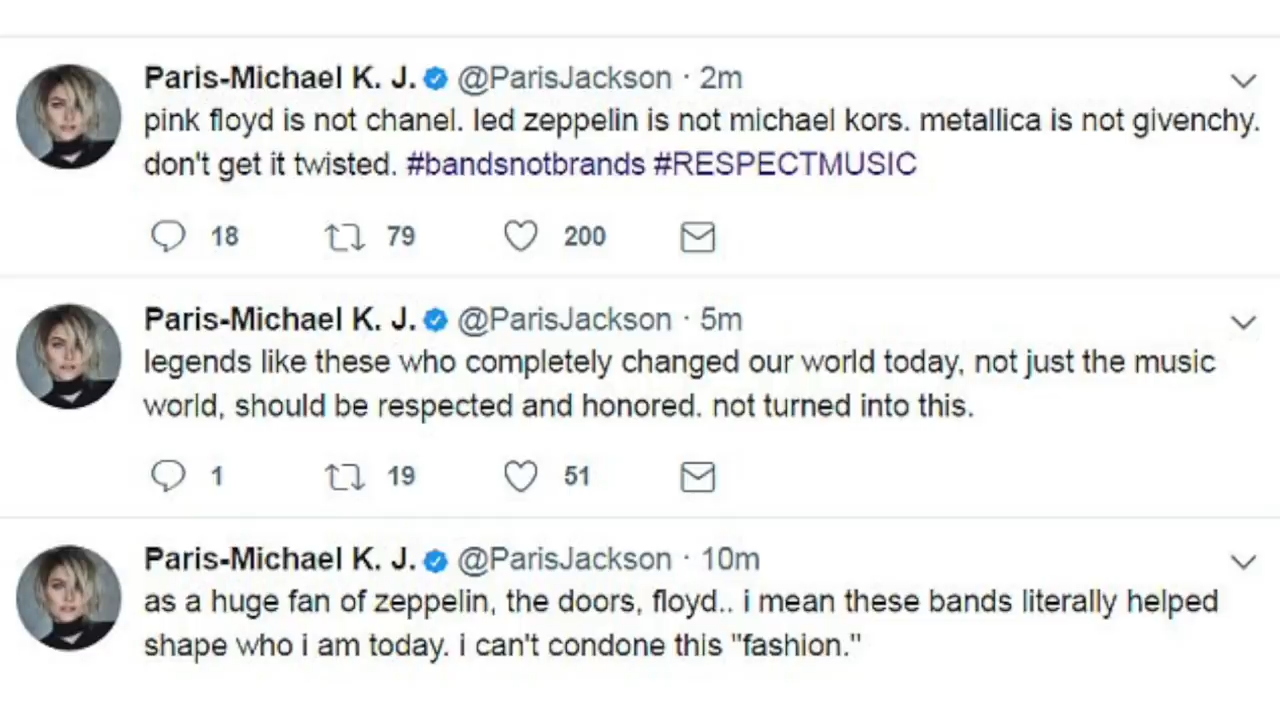 Paris-Michael K. J. @ParisJackson · 2m
pink floyd is not chanel. led zeppelin is not michael kors. metallica is not givenchy.
don't get it twisted. #bandsnotbrands #RESPECTMUSIC
18 79 200
Paris-Michael K. J. @ParisJackson · 5m
legends like these who completely changed our world today, not just the music
world, should be respected and honored. not turned into this.
1 19 51
Paris-Michael K. J. @ParisJackson · 10m
as a huge fan of zeppelin, the doors, floyd.. i mean these bands literally helped
shape who i am today. i can't condone this "fashion."